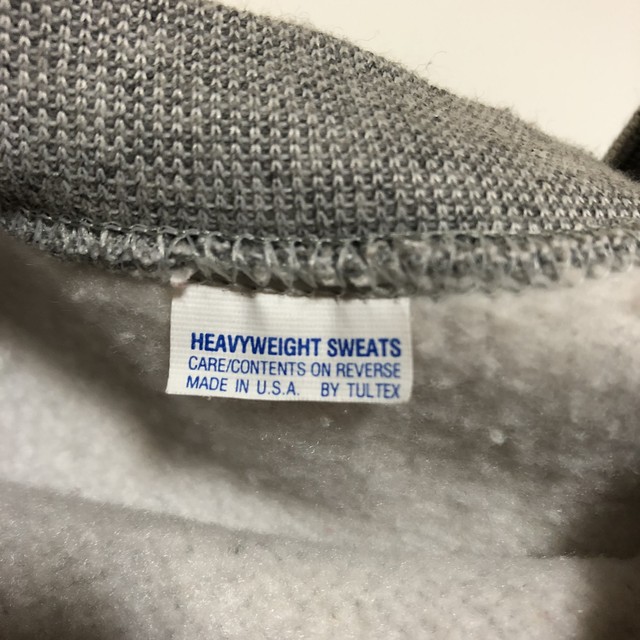 HEAVYWEIGHT SWEATS
CARE/CONTENTS ON REVERSE
MADE IN U.S.A. BY TULTEX